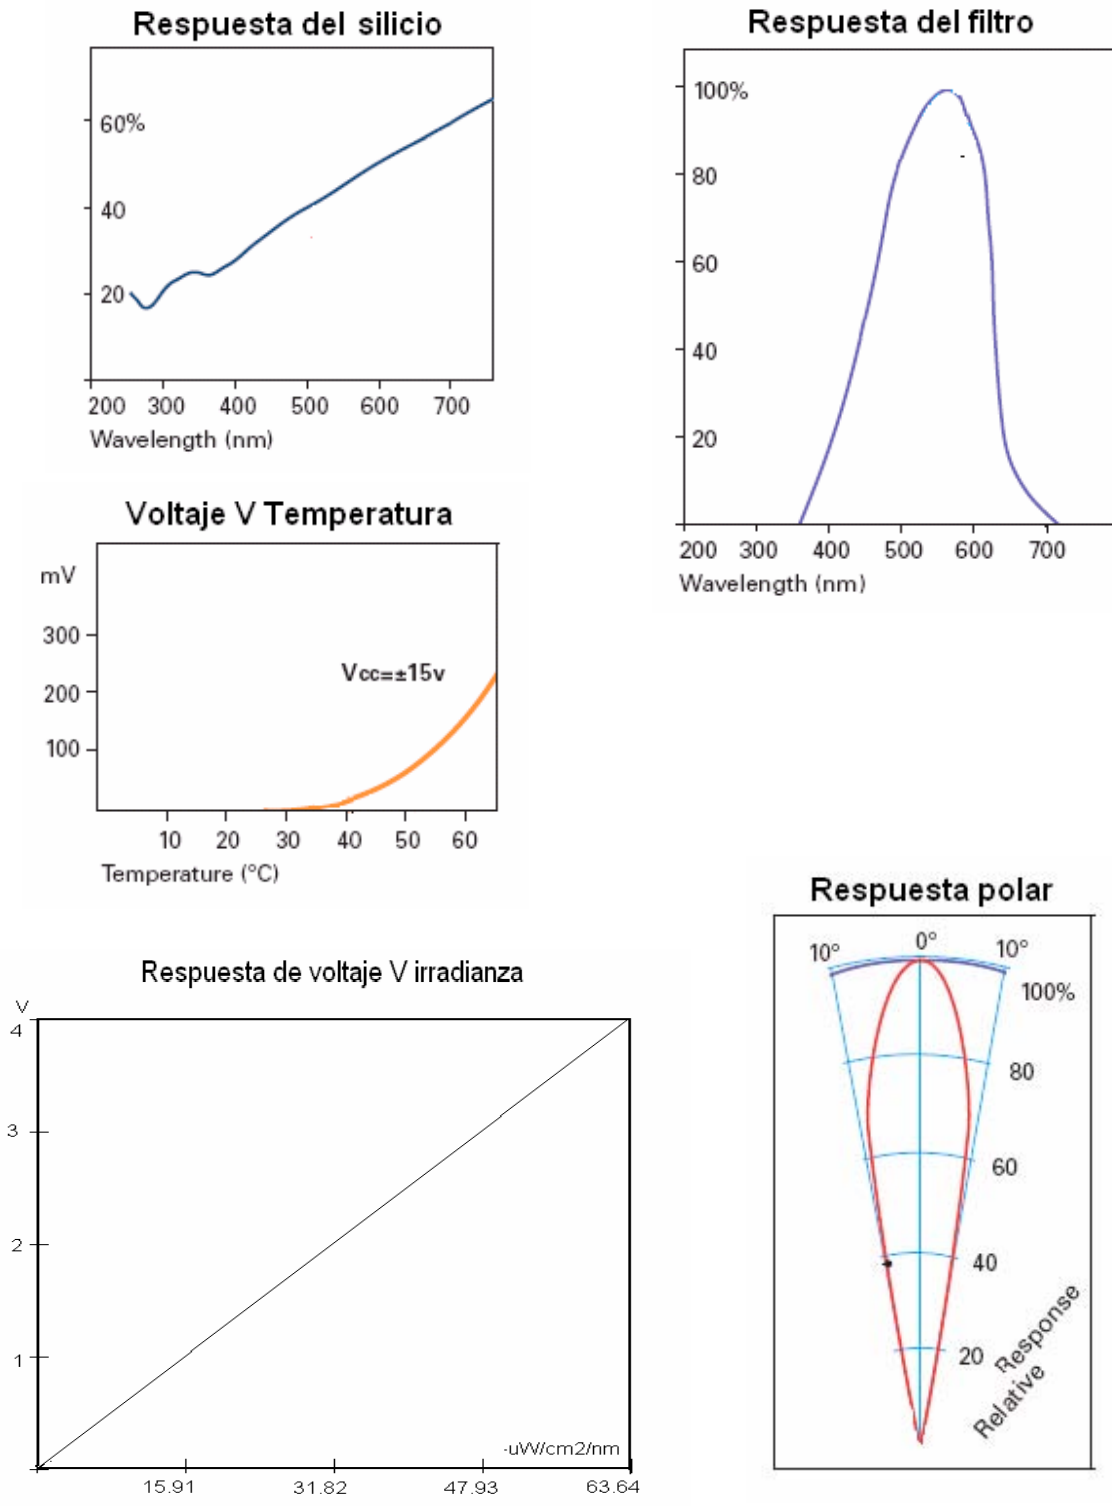 Respuesta del silicio
60%
40
20
200 300 400 500 600 700
Wavelength (nm)
Respuesta del filtro
100%
80
60
40
20
200 300 400 500 600 700
Wavelength (nm)
Voltaje V Temperatura
mV
300
200
100
Vcc=±15v
10 20 30 40 50 60
Temperature (°C)
Respuesta de voltaje V irradianza
V
4
3
2
1
-uW/cm2/nm
15.91 31.82 47.93 63.64
Respuesta polar
10° 0° 10°
100%
80
60
40
20
Response
Relative